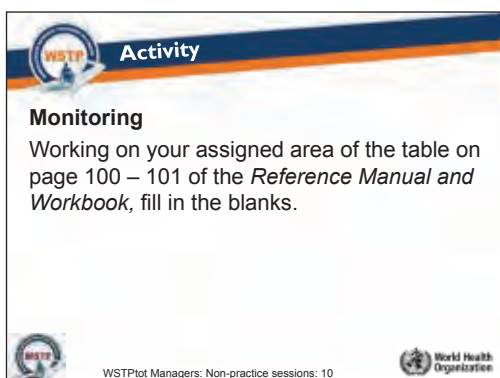 WSTP
Activity
Monitoring
Working on your assigned area of the table on
page 100 – 101 of the Reference Manual and
Workbook, fill in the blanks.
WSTP
WSTPtot Managers: Non-practice sessions: 10
World Health
Organization